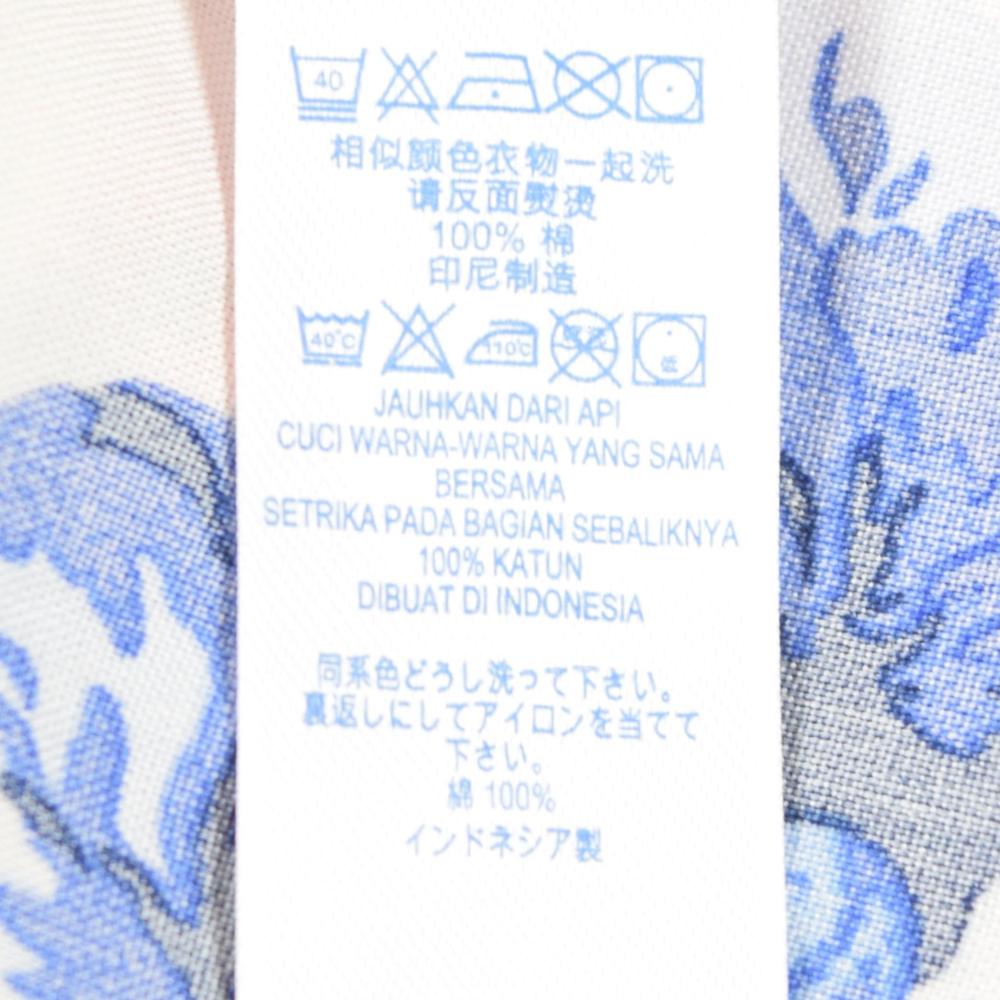 40
相似颜色衣物一起洗
请反面熨烫
100% 棉
印尼制造
40°C 110°C 低
JAUHKAN DARI API
CUCI WARNA-WARNA YANG SAMA
BERSAMA
SETRIKA PADA BAGIAN SEBALIKNYA
100% KATUN
DIBUAT DI INDONESIA
同系色どうし洗って下さい。
裏返しにしてアイロンを当てて
下さい。
綿 100%
インドネシア製